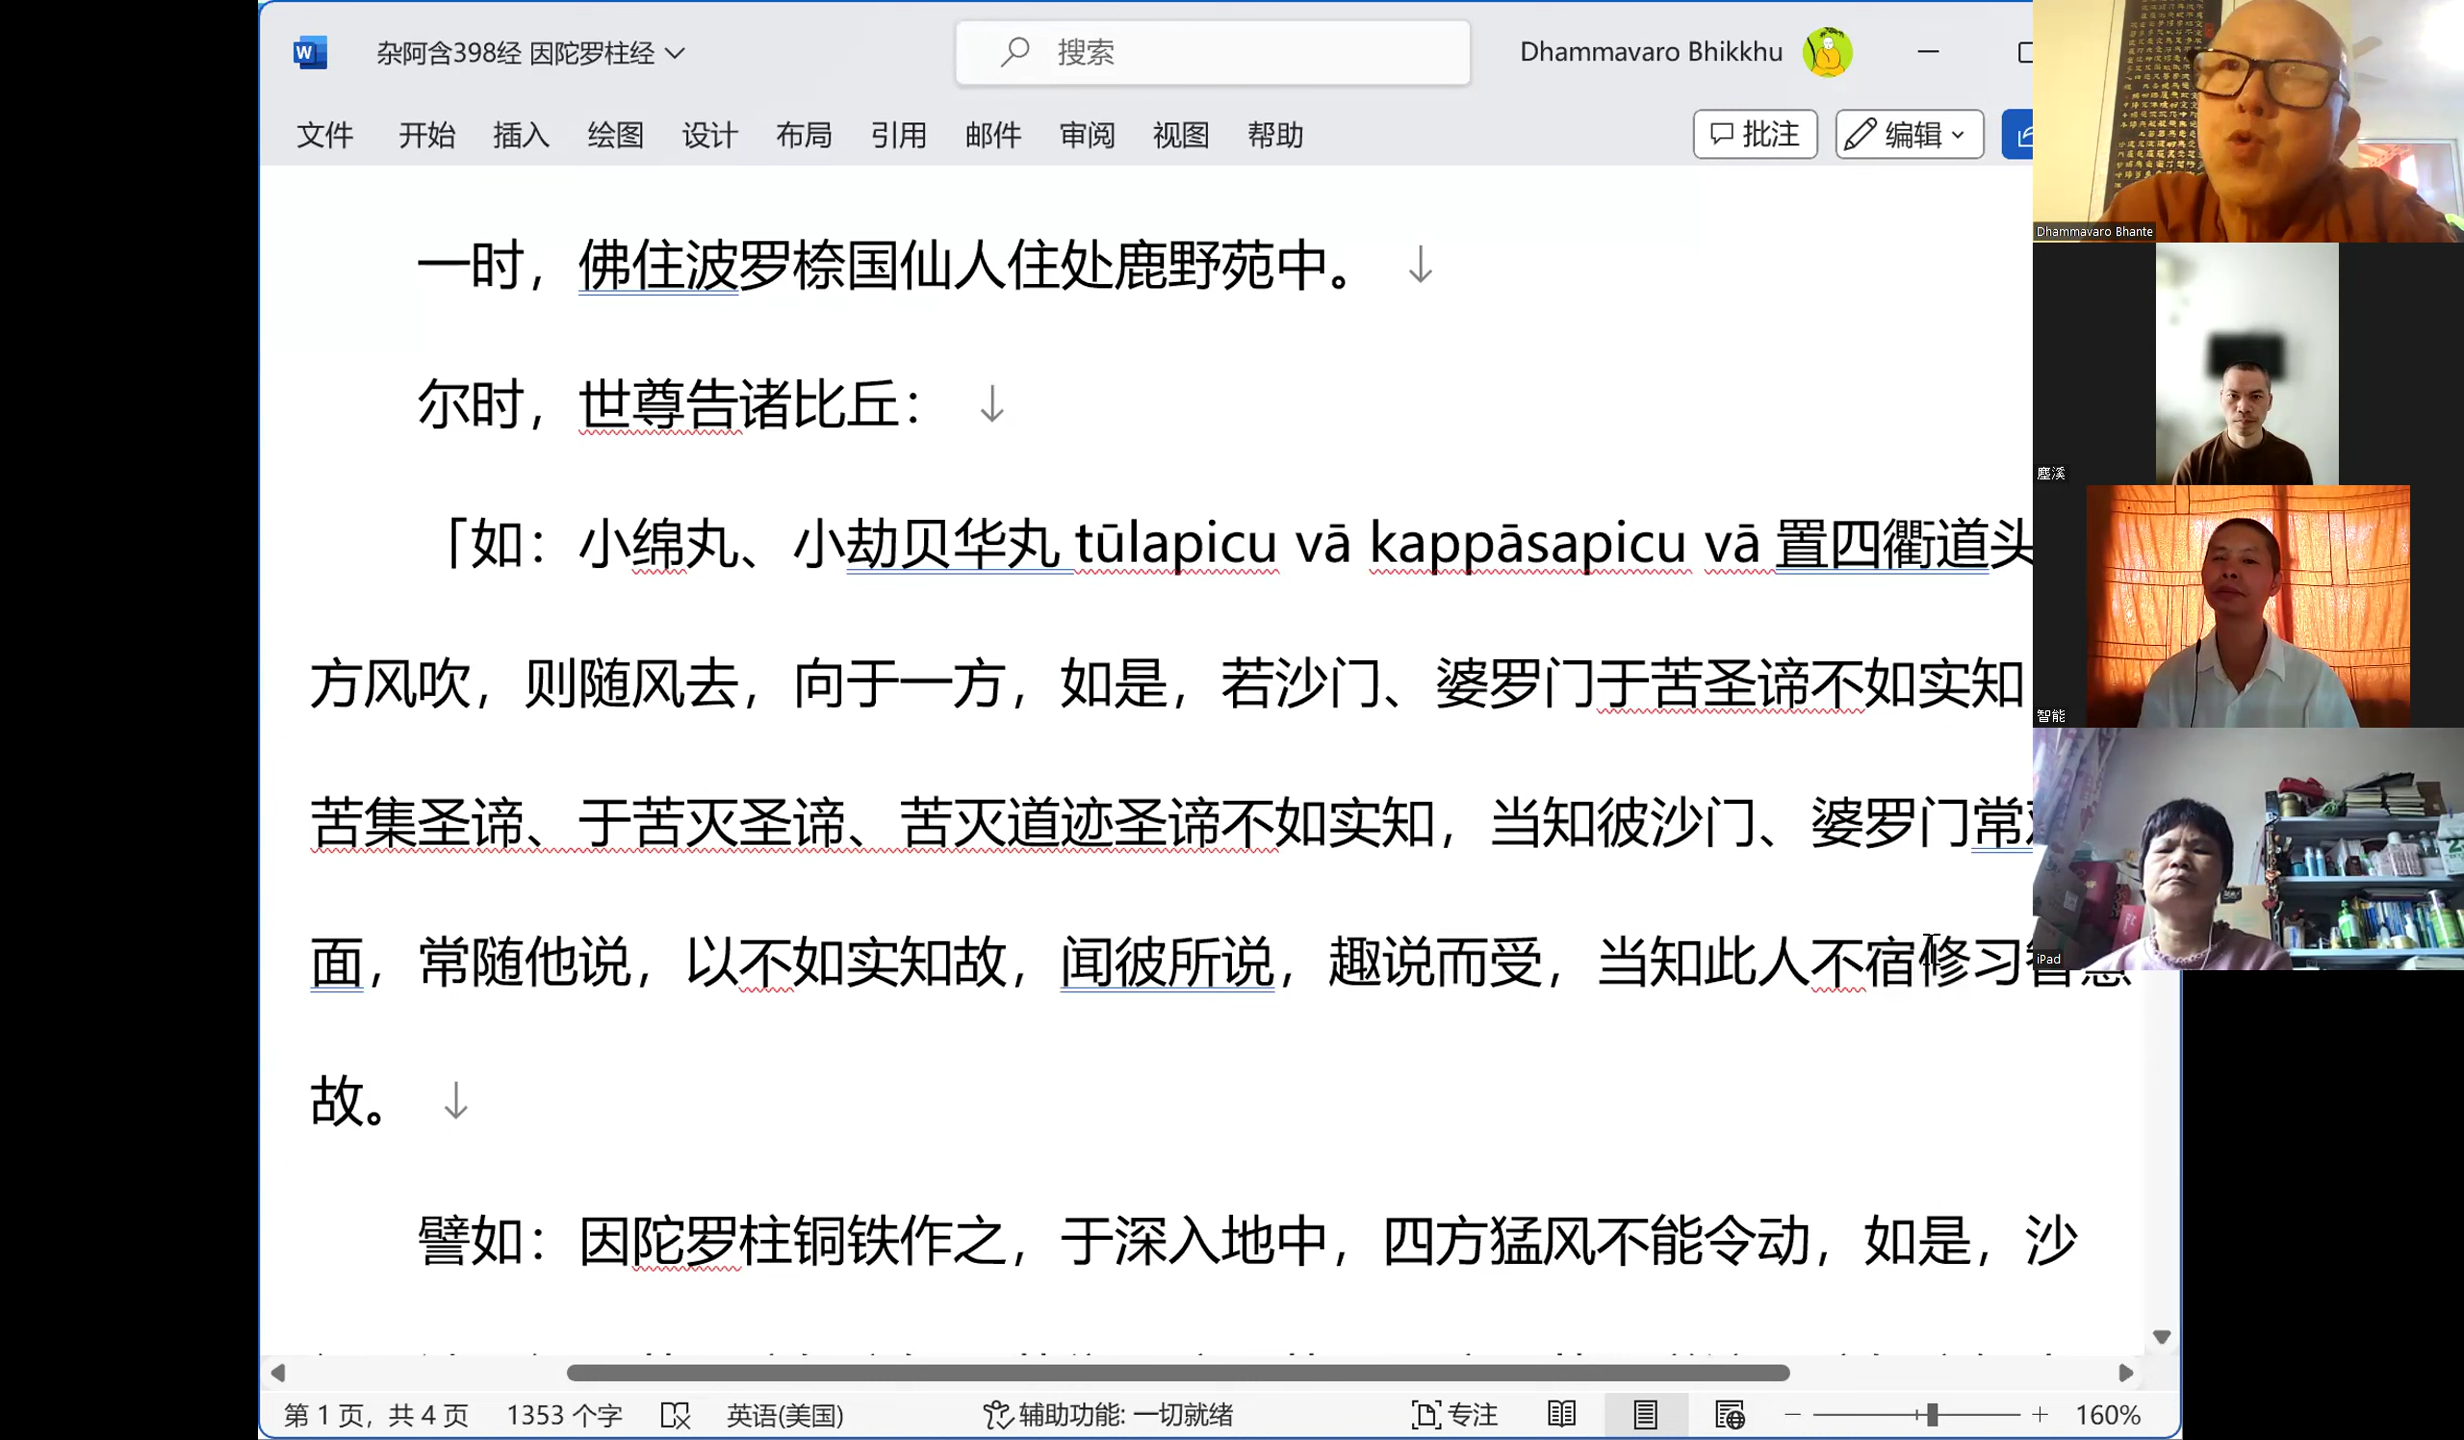 杂阿含398经 因陀罗柱经
搜索
Dhammavaro Bhikkhu
文件 开始 插入 绘图 设计 布局 引用 邮件 审阅 视图 帮助
批注 编辑
一时，佛住波罗㮈国仙人住处鹿野苑中。↓
尔时，世尊告诸比丘：↓
「如：小绵丸、小劫贝华丸 tūlapicu vā kappāsapicu vā 置四衢道头
方风吹，则随风去，向于一方，如是，若沙门、婆罗门于苦圣谛不如实知
苦集圣谛、于苦灭圣谛、苦灭道迹圣谛不如实知，当知彼沙门、婆罗门常
面，常随他说，以不如实知故，闻彼所说，趣说而受，当知此人不宿修习智慧
故。↓
譬如：因陀罗柱铜铁作之，于深入地中，四方猛风不能令动，如是，沙
第 1 页，共 4 页 1353 个字 英语(美国) 辅助功能: 一切就绪 专注 160%
Dhammavaro Bhante
塵溪
智能
iPad